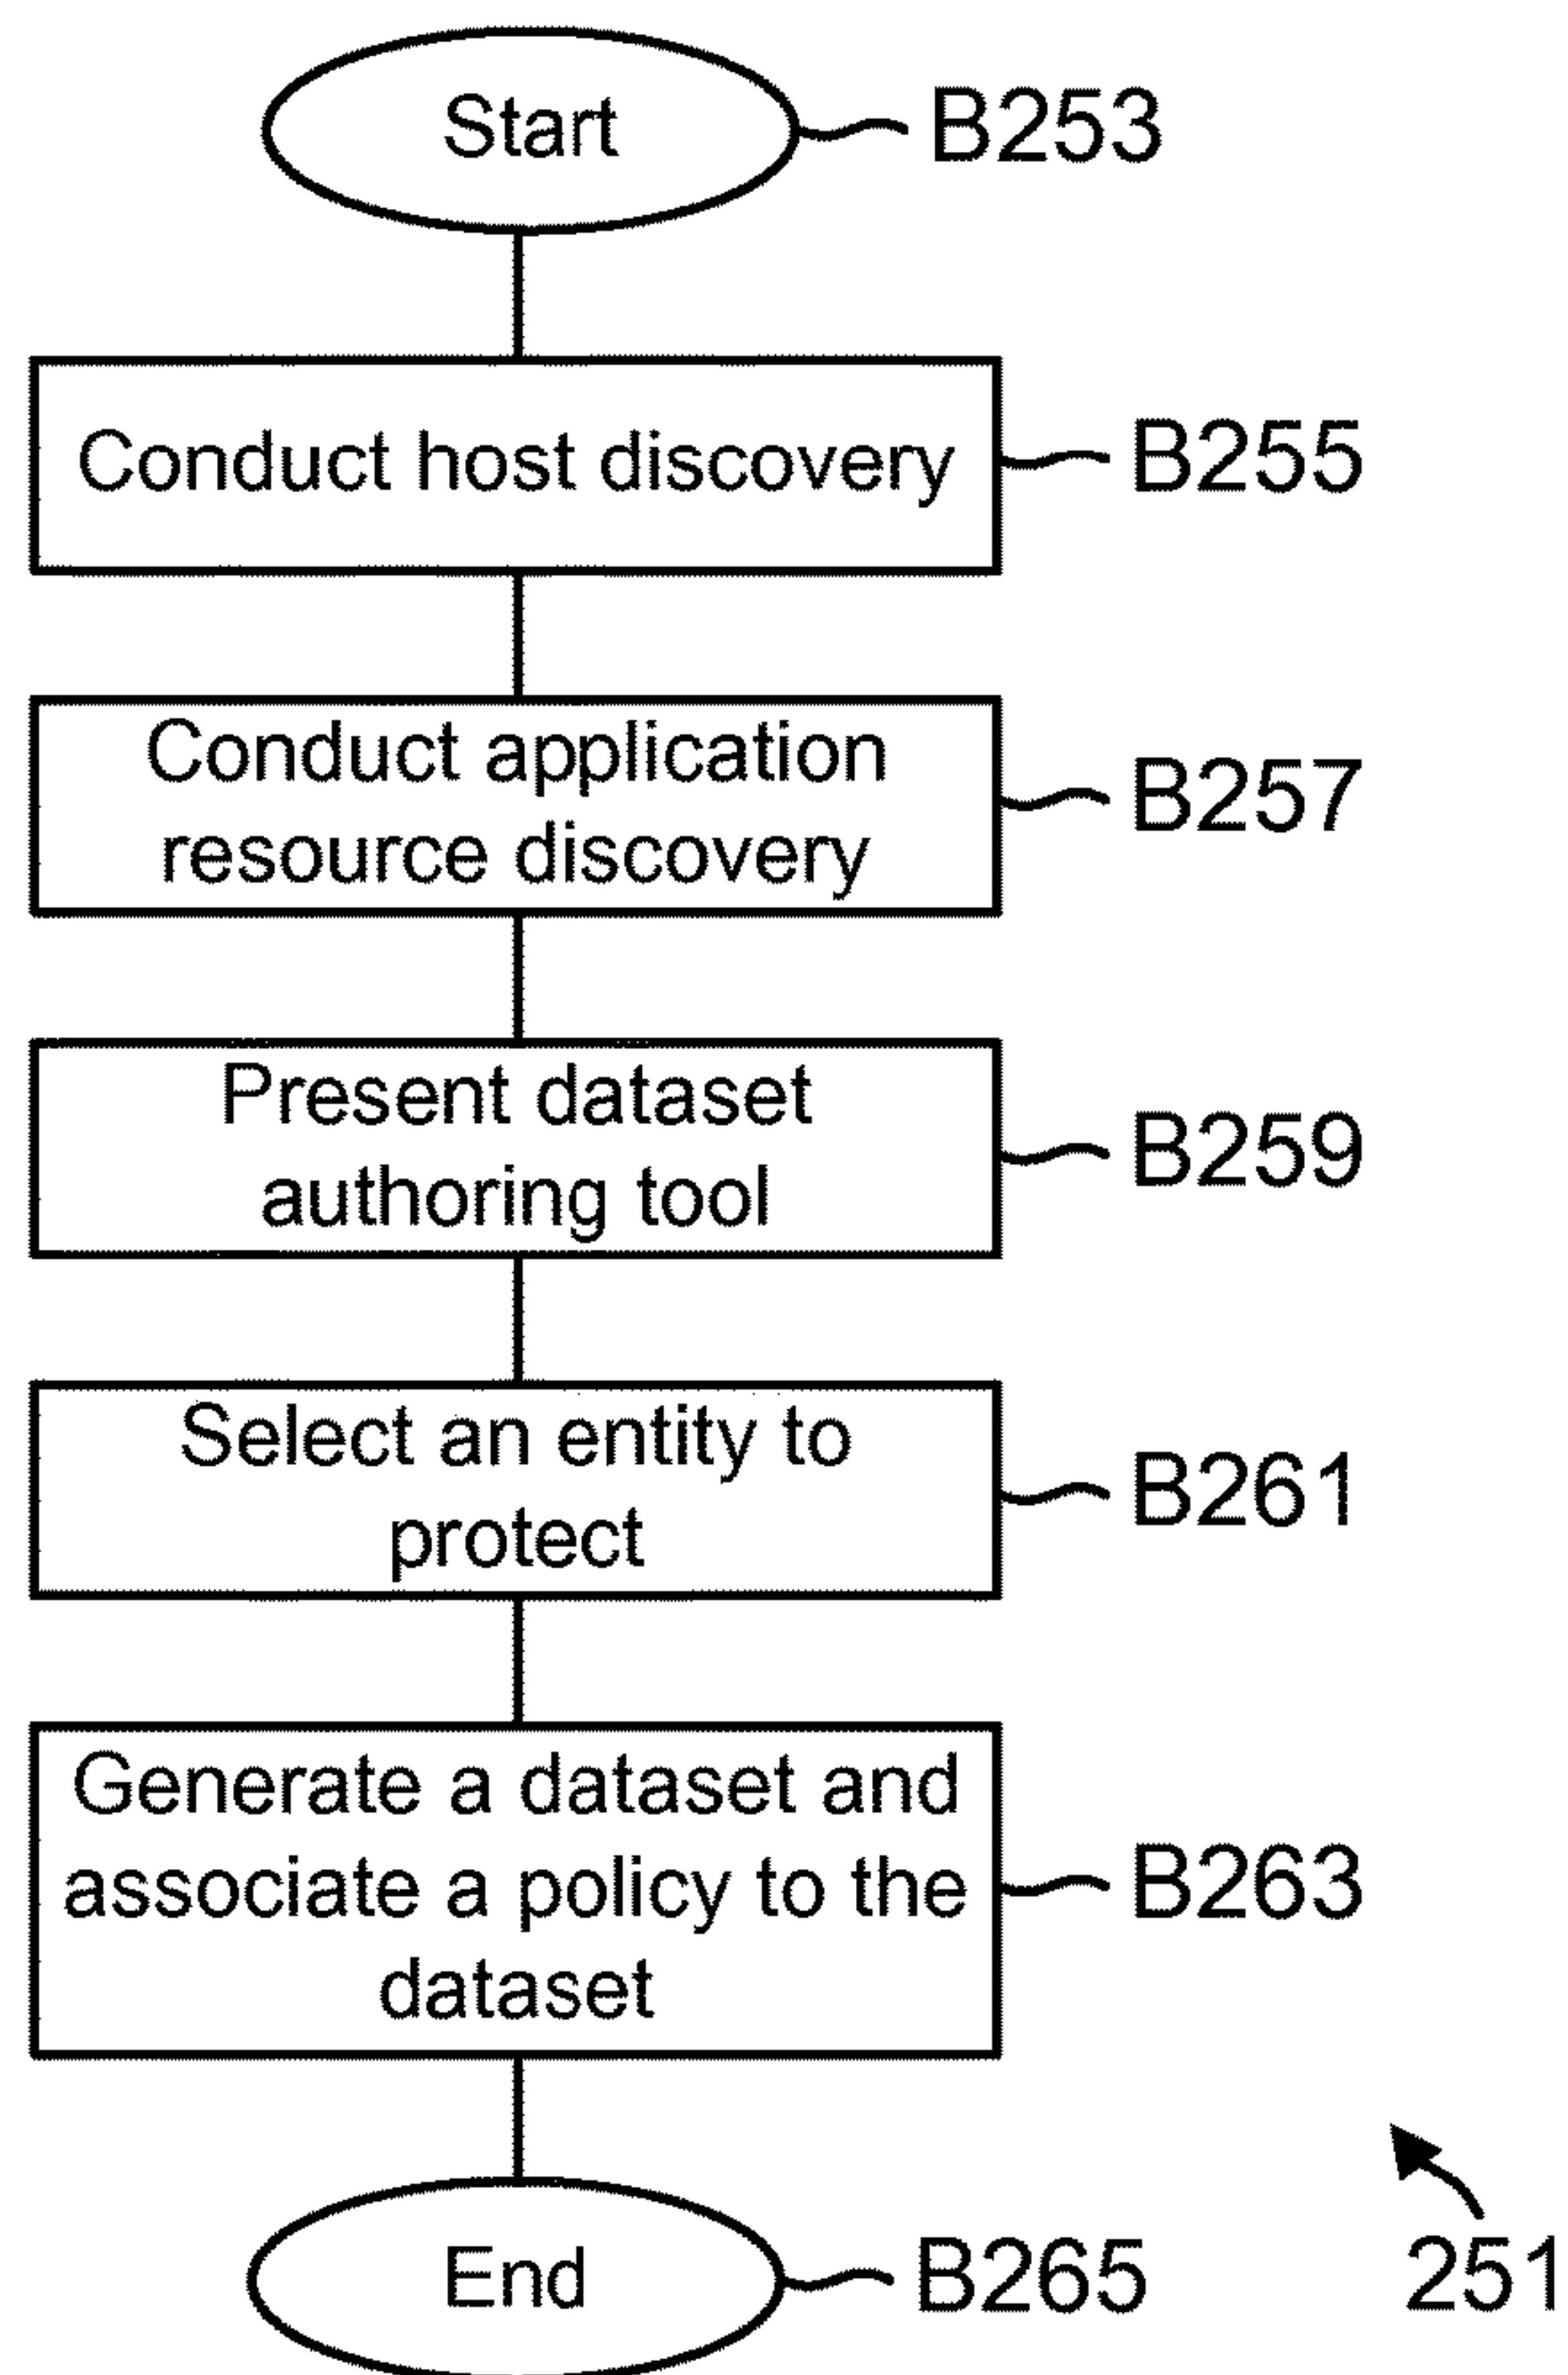 Start
B253
Conduct host discovery
B255
Conduct application
resource discovery
B257
Present dataset
authoring tool
B259
Select an entity to
protect
B261
Generate a dataset and
associate a policy to the
dataset
B263
End
B265
251